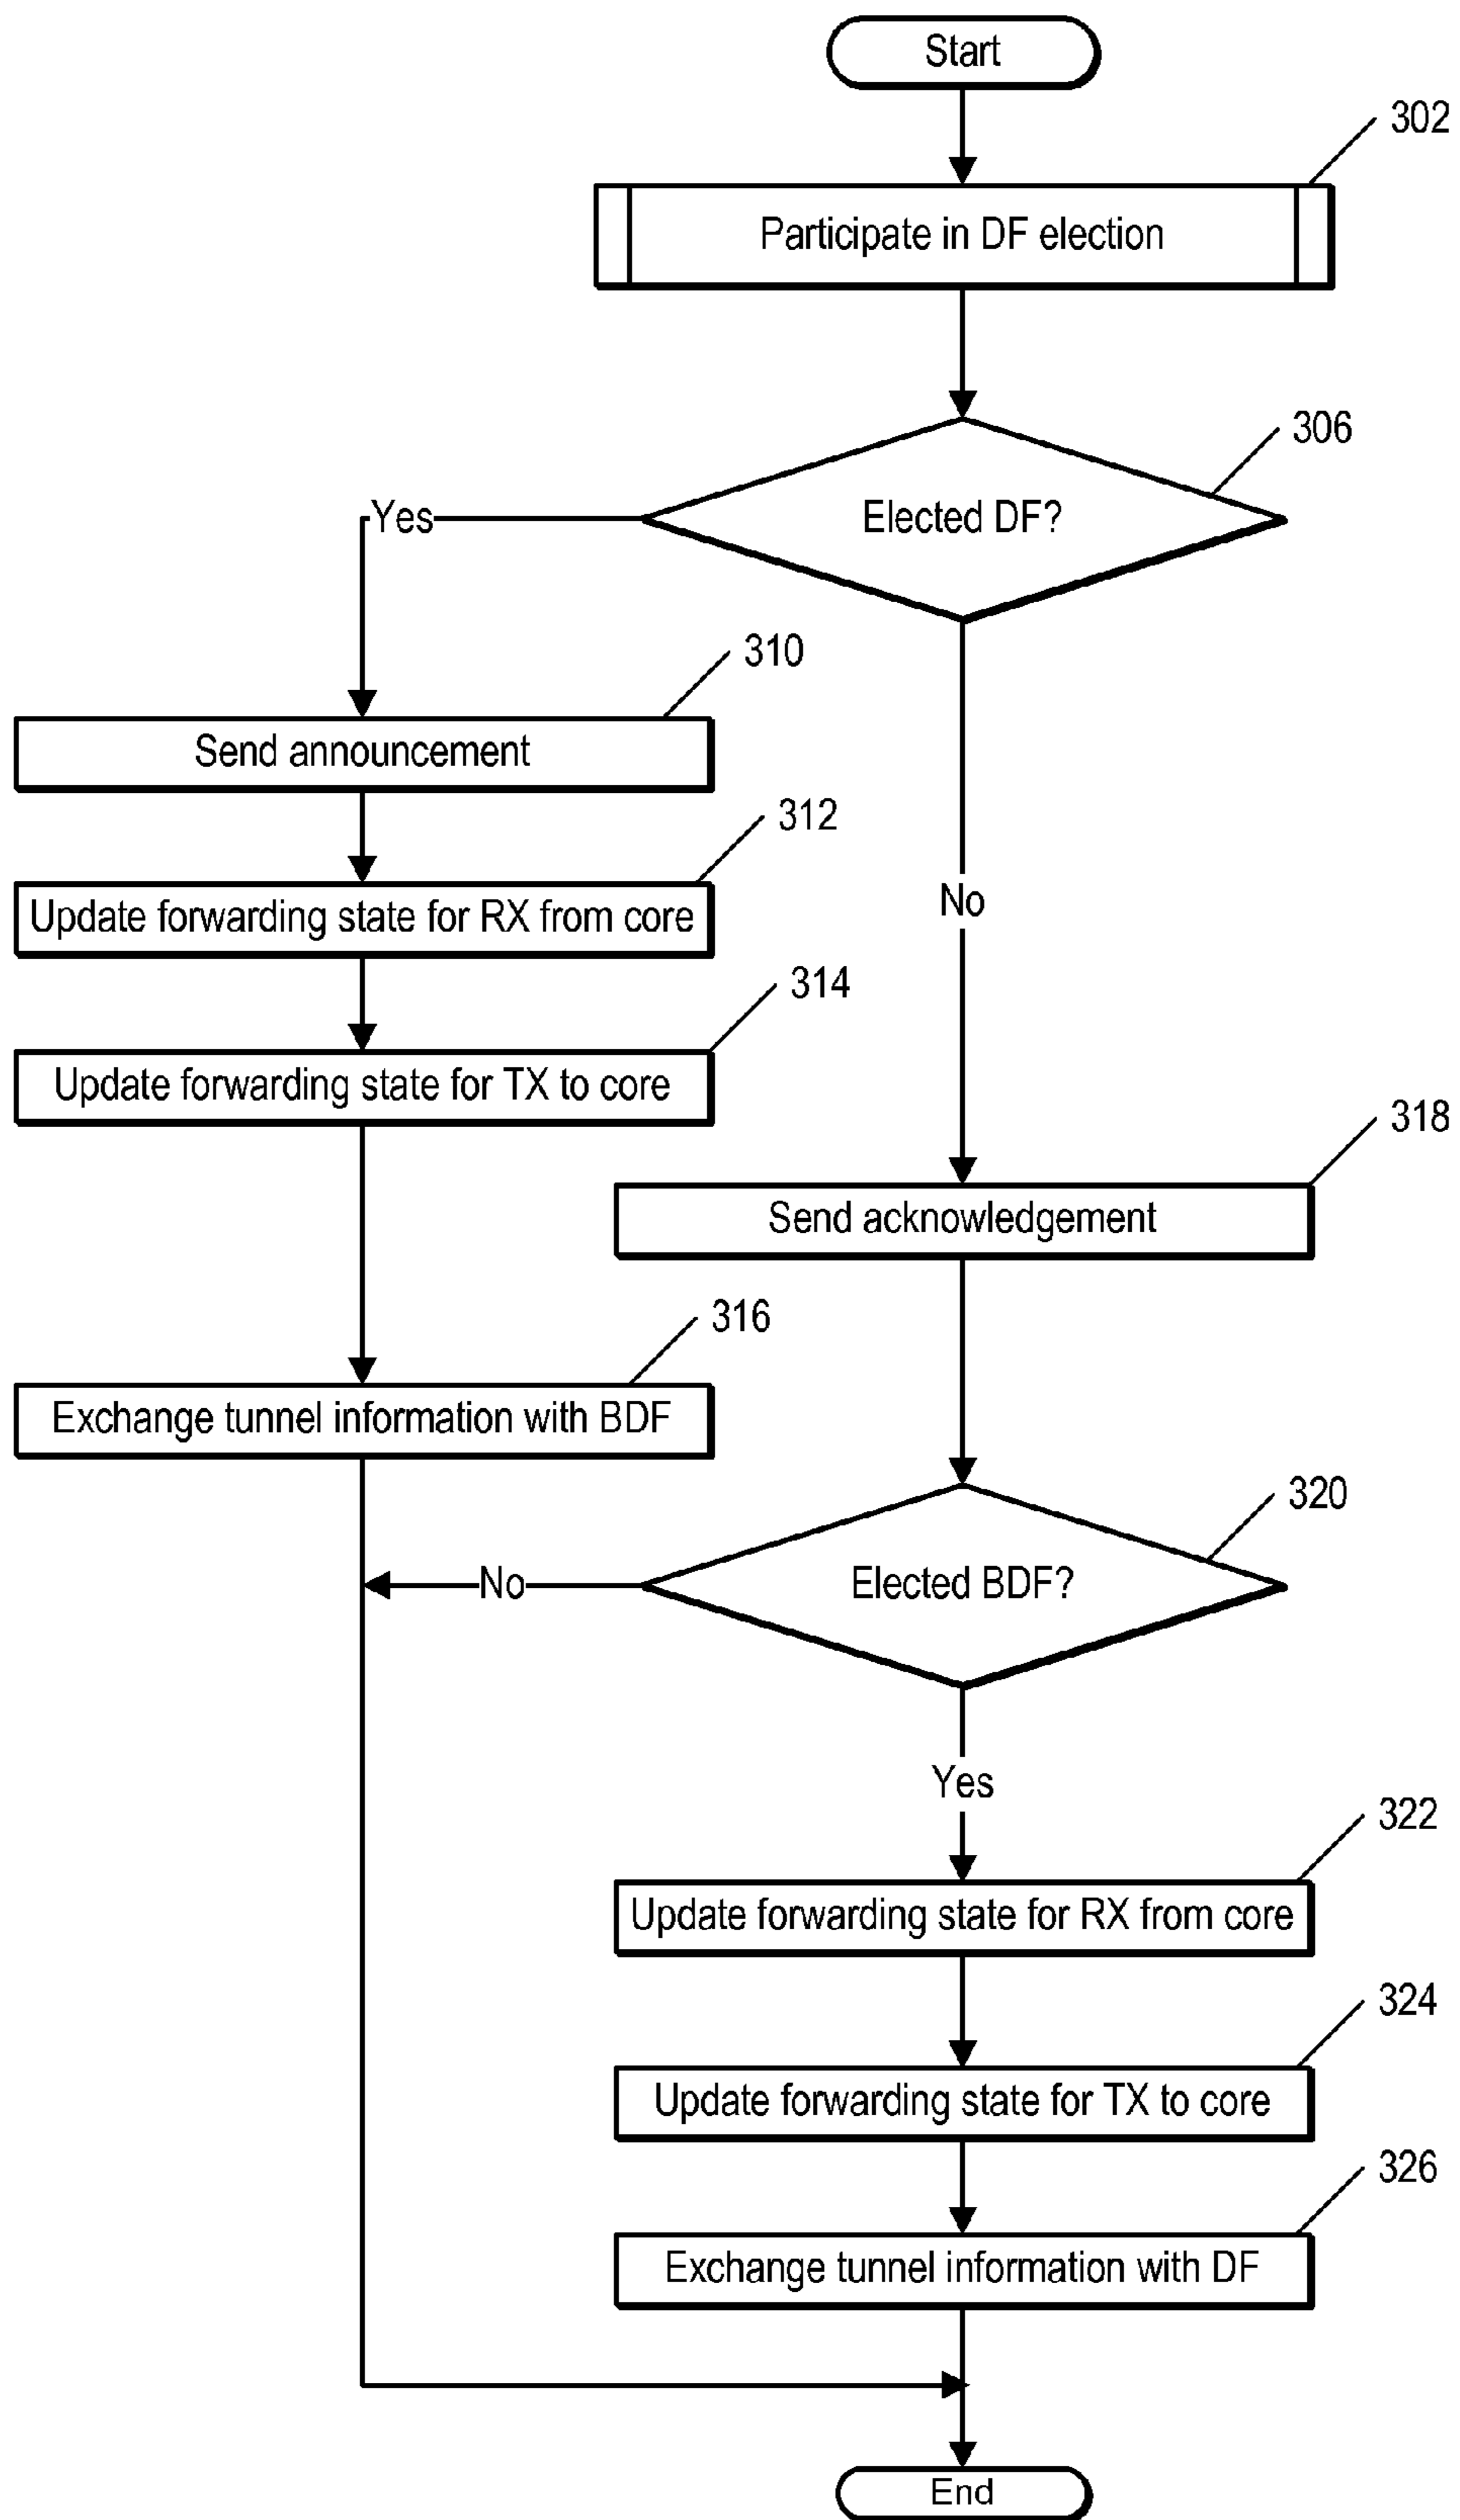 Start
302
Participate in DF election
306
Elected DF?
Yes
310
Send announcement
312
Update forwarding state for RX from core
No
314
Update forwarding state for TX to core
318
Send acknowledgement
316
Exchange tunnel information with BDF
320
Elected BDF?
No
Yes
322
Update forwarding state for RX from core
324
Update forwarding state for TX to core
326
Exchange tunnel information with DF
End